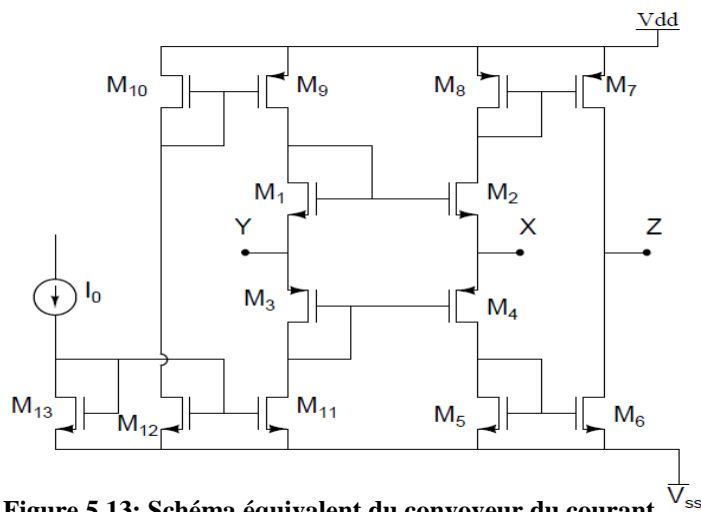 Vdd
M10
M9
M8
M7
M1
M2
Y
X
Z
I0
M3
M4
M13
M12
M11
M5
M6
Vss
Figure 5.13: Schéma équivalent du convoyeur du courant